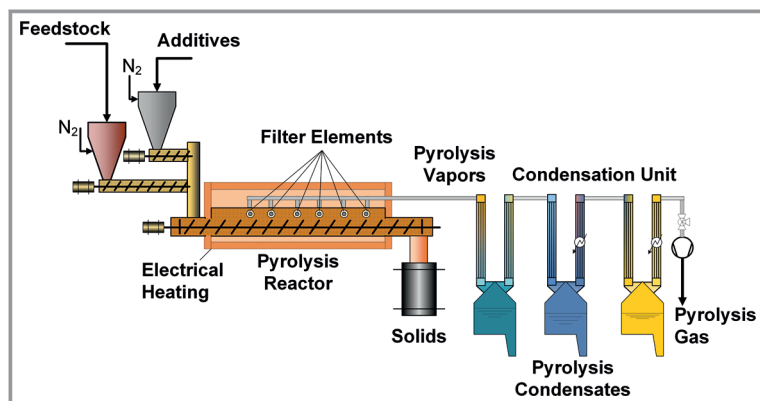 Feedstock
Additives
N₂
N₂
Filter Elements
Pyrolysis
Vapors
Condensation Unit
Electrical
Heating
Pyrolysis
Reactor
Solids
Pyrolysis
Condensates
Pyrolysis
Gas